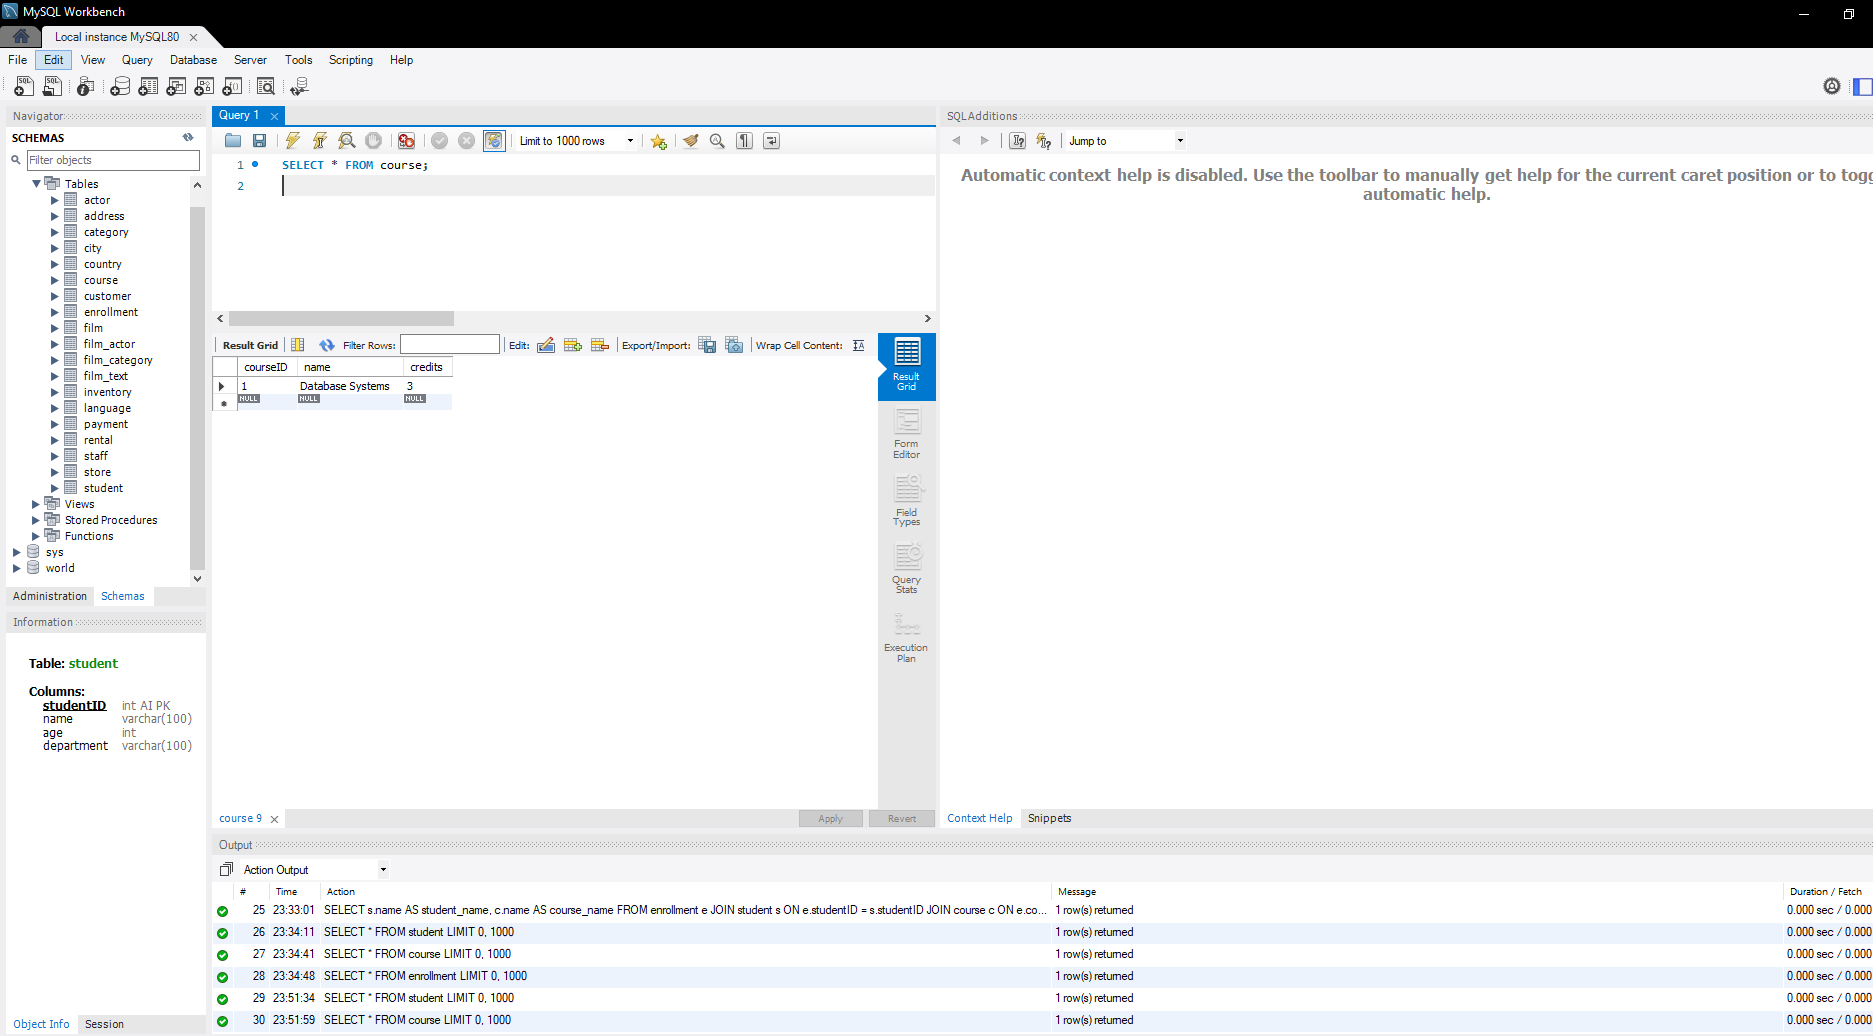 MySQL Workbench
Local instance MySQL80
File Edit View Query Database Server Tools Scripting Help
Navigator
SCHEMAS
Filter objects
Tables
actor
address
category
city
country
course
customer
enrollment
film
film_actor
film_category
film_text
inventory
language
payment
rental
staff
store
student
Views
Stored Procedures
Functions
sys
world
Administration Schemas
Information
Table: student
Columns:
studentID int AI PK
name varchar(100)
age int
department varchar(100)
Object Info Session
Query 1
Limit to 1000 rows
1 SELECT * FROM course;
2
Result Grid Filter Rows: Edit: Export/Import: Wrap Cell Content:
courseID name credits
1 Database Systems 3
NULL NULL NULL
Result
Grid
Form
Editor
Field
Types
Query
Stats
Execution
Plan
course 9 Apply Revert
SQLAdditions
Jump to
Automatic context help is disabled. Use the toolbar to manually get help for the current caret position or to togg
automatic help.
Context Help Snippets
Output
Action Output
# Time Action Message Duration / Fetch
25 23:33:01 SELECT s.name AS student_name, c.name AS course_name FROM enrollment e JOIN student s ON e.studentID = s.studentID JOIN course c ON e.co... 1 row(s) returned 0.000 sec / 0.000
26 23:34:11 SELECT * FROM student LIMIT 0, 1000 1 row(s) returned 0.000 sec / 0.000
27 23:34:41 SELECT * FROM course LIMIT 0, 1000 1 row(s) returned 0.000 sec / 0.000
28 23:34:48 SELECT * FROM enrollment LIMIT 0, 1000 1 row(s) returned 0.000 sec / 0.000
29 23:51:34 SELECT * FROM student LIMIT 0, 1000 1 row(s) returned 0.000 sec / 0.000
30 23:51:59 SELECT * FROM course LIMIT 0, 1000 1 row(s) returned 0.000 sec / 0.000